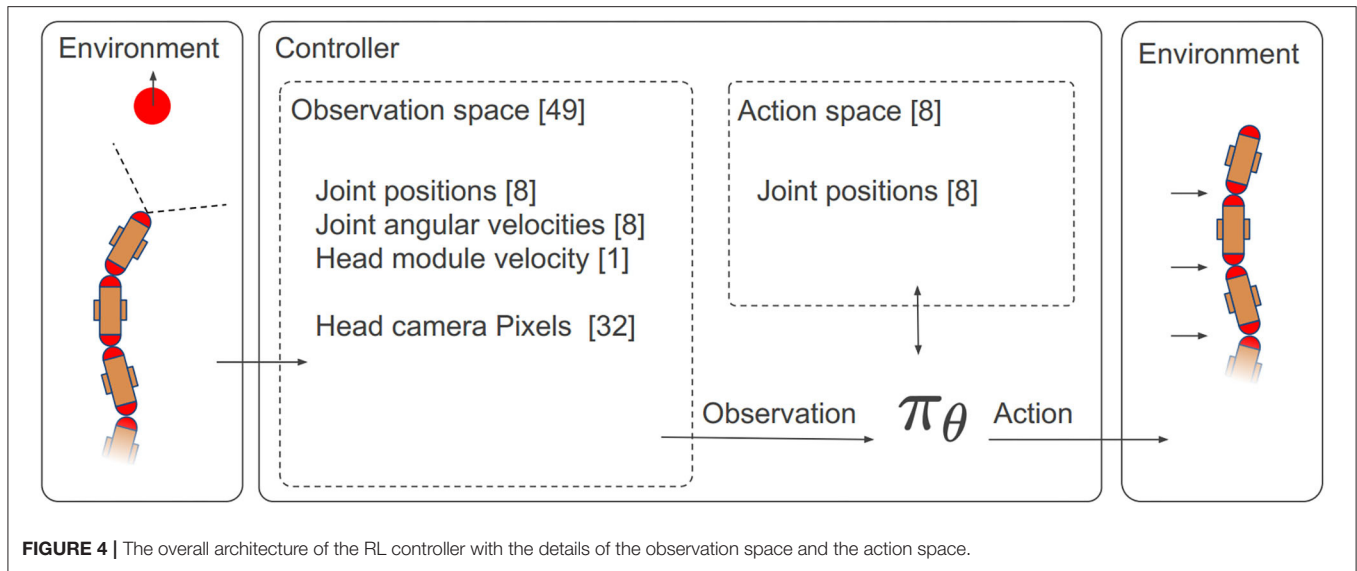 Environment
Controller
Observation space [49]
Joint positions [8]
Joint angular velocities [8]
Head module velocity [1]
Head camera Pixels [32]
Action space [8]
Joint positions [8]
Observation
πθ
Action
Environment
FIGURE 4 | The overall architecture of the RL controller with the details of the observation space and the action space.